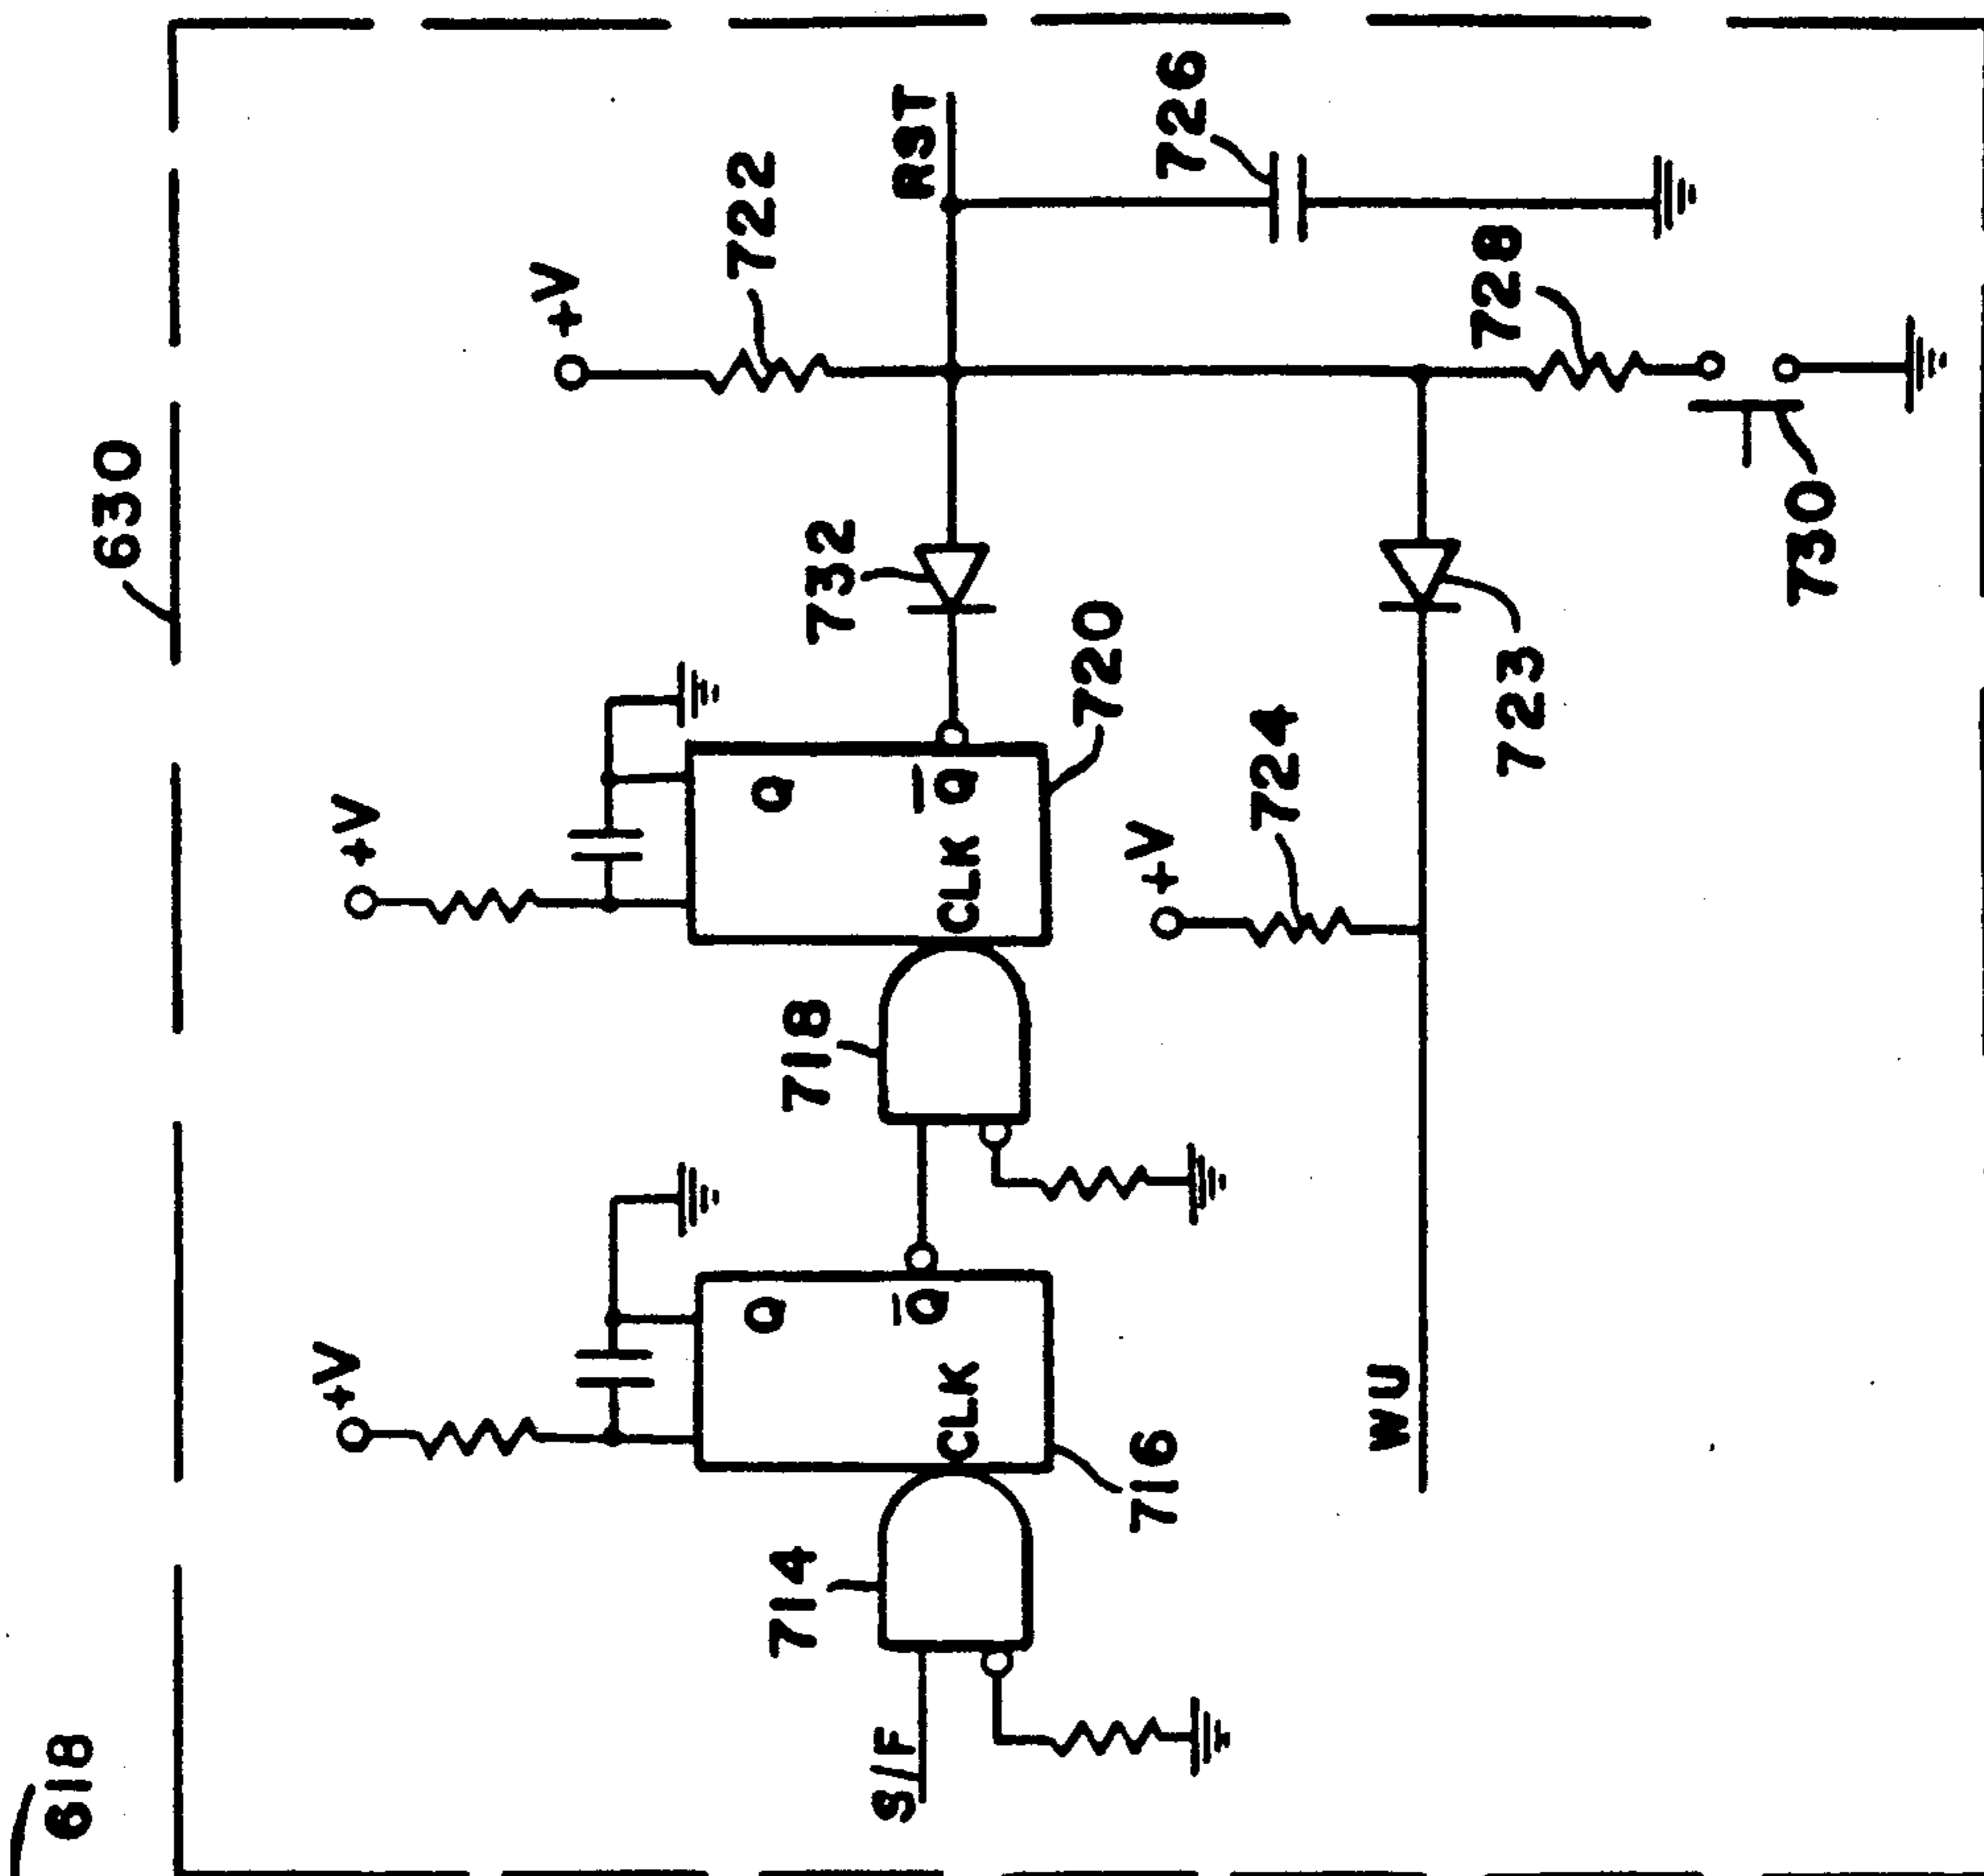 618
630
+V
+V
+V
722
Q
Q
714
718
732
S/F
Q̅
RST
CLK
CLK
Q̅
720
716
+V
726
724
WU
728
723
730